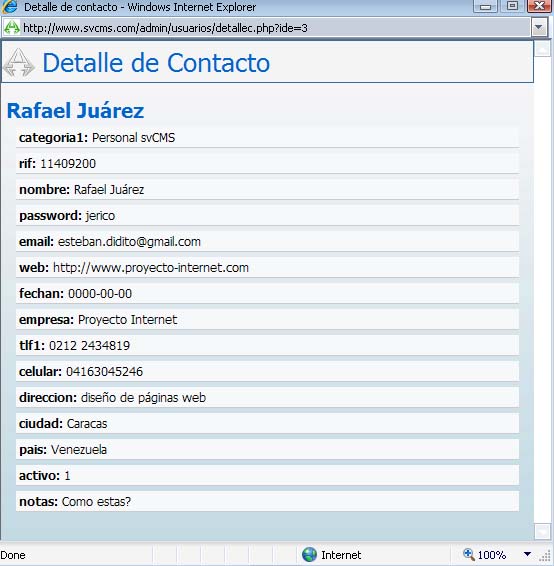 Detalle de contacto - Windows Internet Explorer
http://www.svcms.com/admin/usuarios/detallec.php?ide=3
Detalle de Contacto
Rafael Juárez
categoria1: Personal svCMS
rif: 11409200
nombre: Rafael Juárez
password: jerico
email: esteban.didito@gmail.com
web: http://www.proyecto-internet.com
fechan: 0000-00-00
empresa: Proyecto Internet
tlf1: 0212 2434819
celular: 04163045246
direccion: diseño de páginas web
ciudad: Caracas
pais: Venezuela
activo: 1
notas: Como estas?
Done Internet 100%